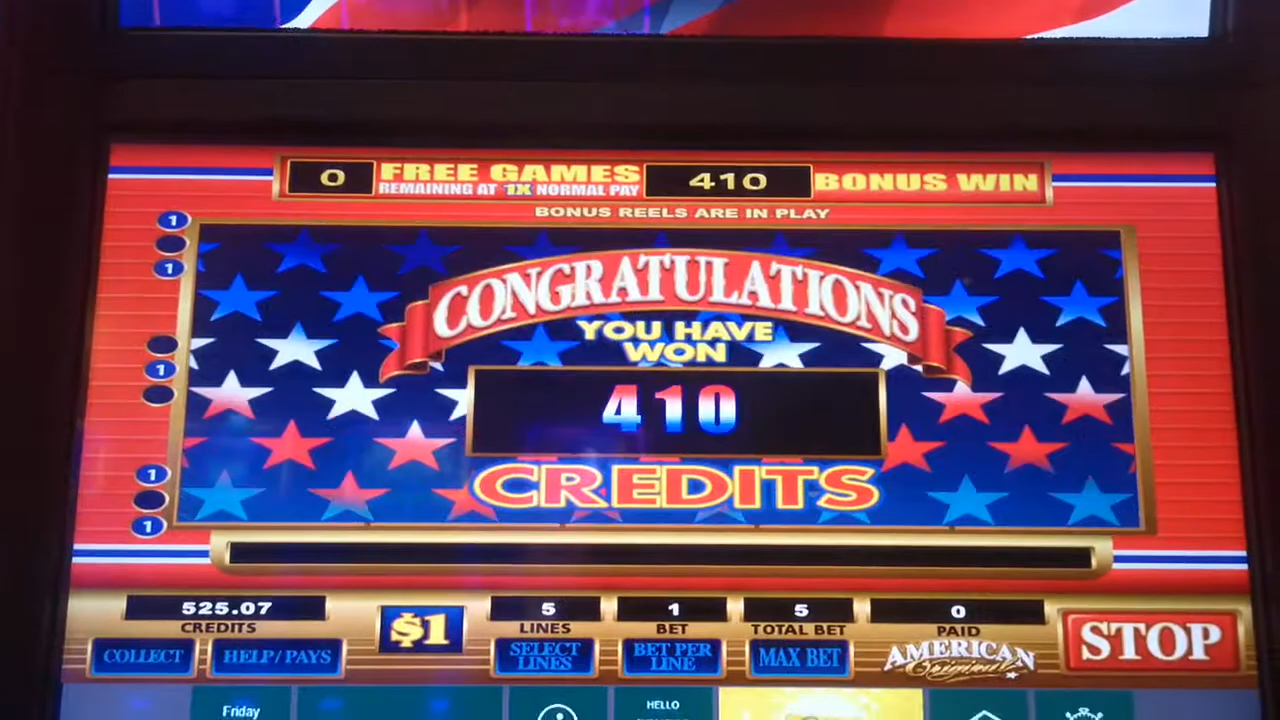 0 FREE GAMES 410 BONUS WIN
REMAINING AT 1X NORMAL PAY
BONUS REELS ARE IN PLAY
1
1
1
1
1
CONGRATULATIONS
YOU HAVE
WON
410
CREDITS
525.07 5 1 5 0
CREDITS $1 LINES BET TOTAL BET PAID
COLLECT HELP/PAYS SELECT LINES BET PER LINE MAX BET AMERICAN Original STOP
Friday HELLO